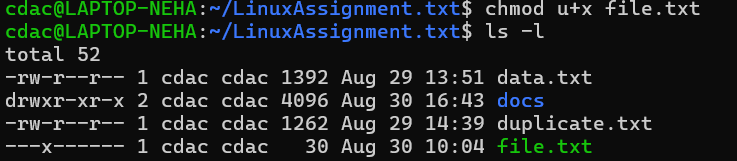 cdac@LAPTOP-NEHA:~/LinuxAssignment.txt$ chmod u+x file.txt
cdac@LAPTOP-NEHA:~/LinuxAssignment.txt$ ls -l
total 52
-rw-r--r-- 1 cdac cdac 1392 Aug 29 13:51 data.txt
drwxr-xr-x 2 cdac cdac 4096 Aug 30 16:43 docs
-rw-r--r-- 1 cdac cdac 1262 Aug 29 14:39 duplicate.txt
---x------ 1 cdac cdac   30 Aug 30 10:04 file.txt